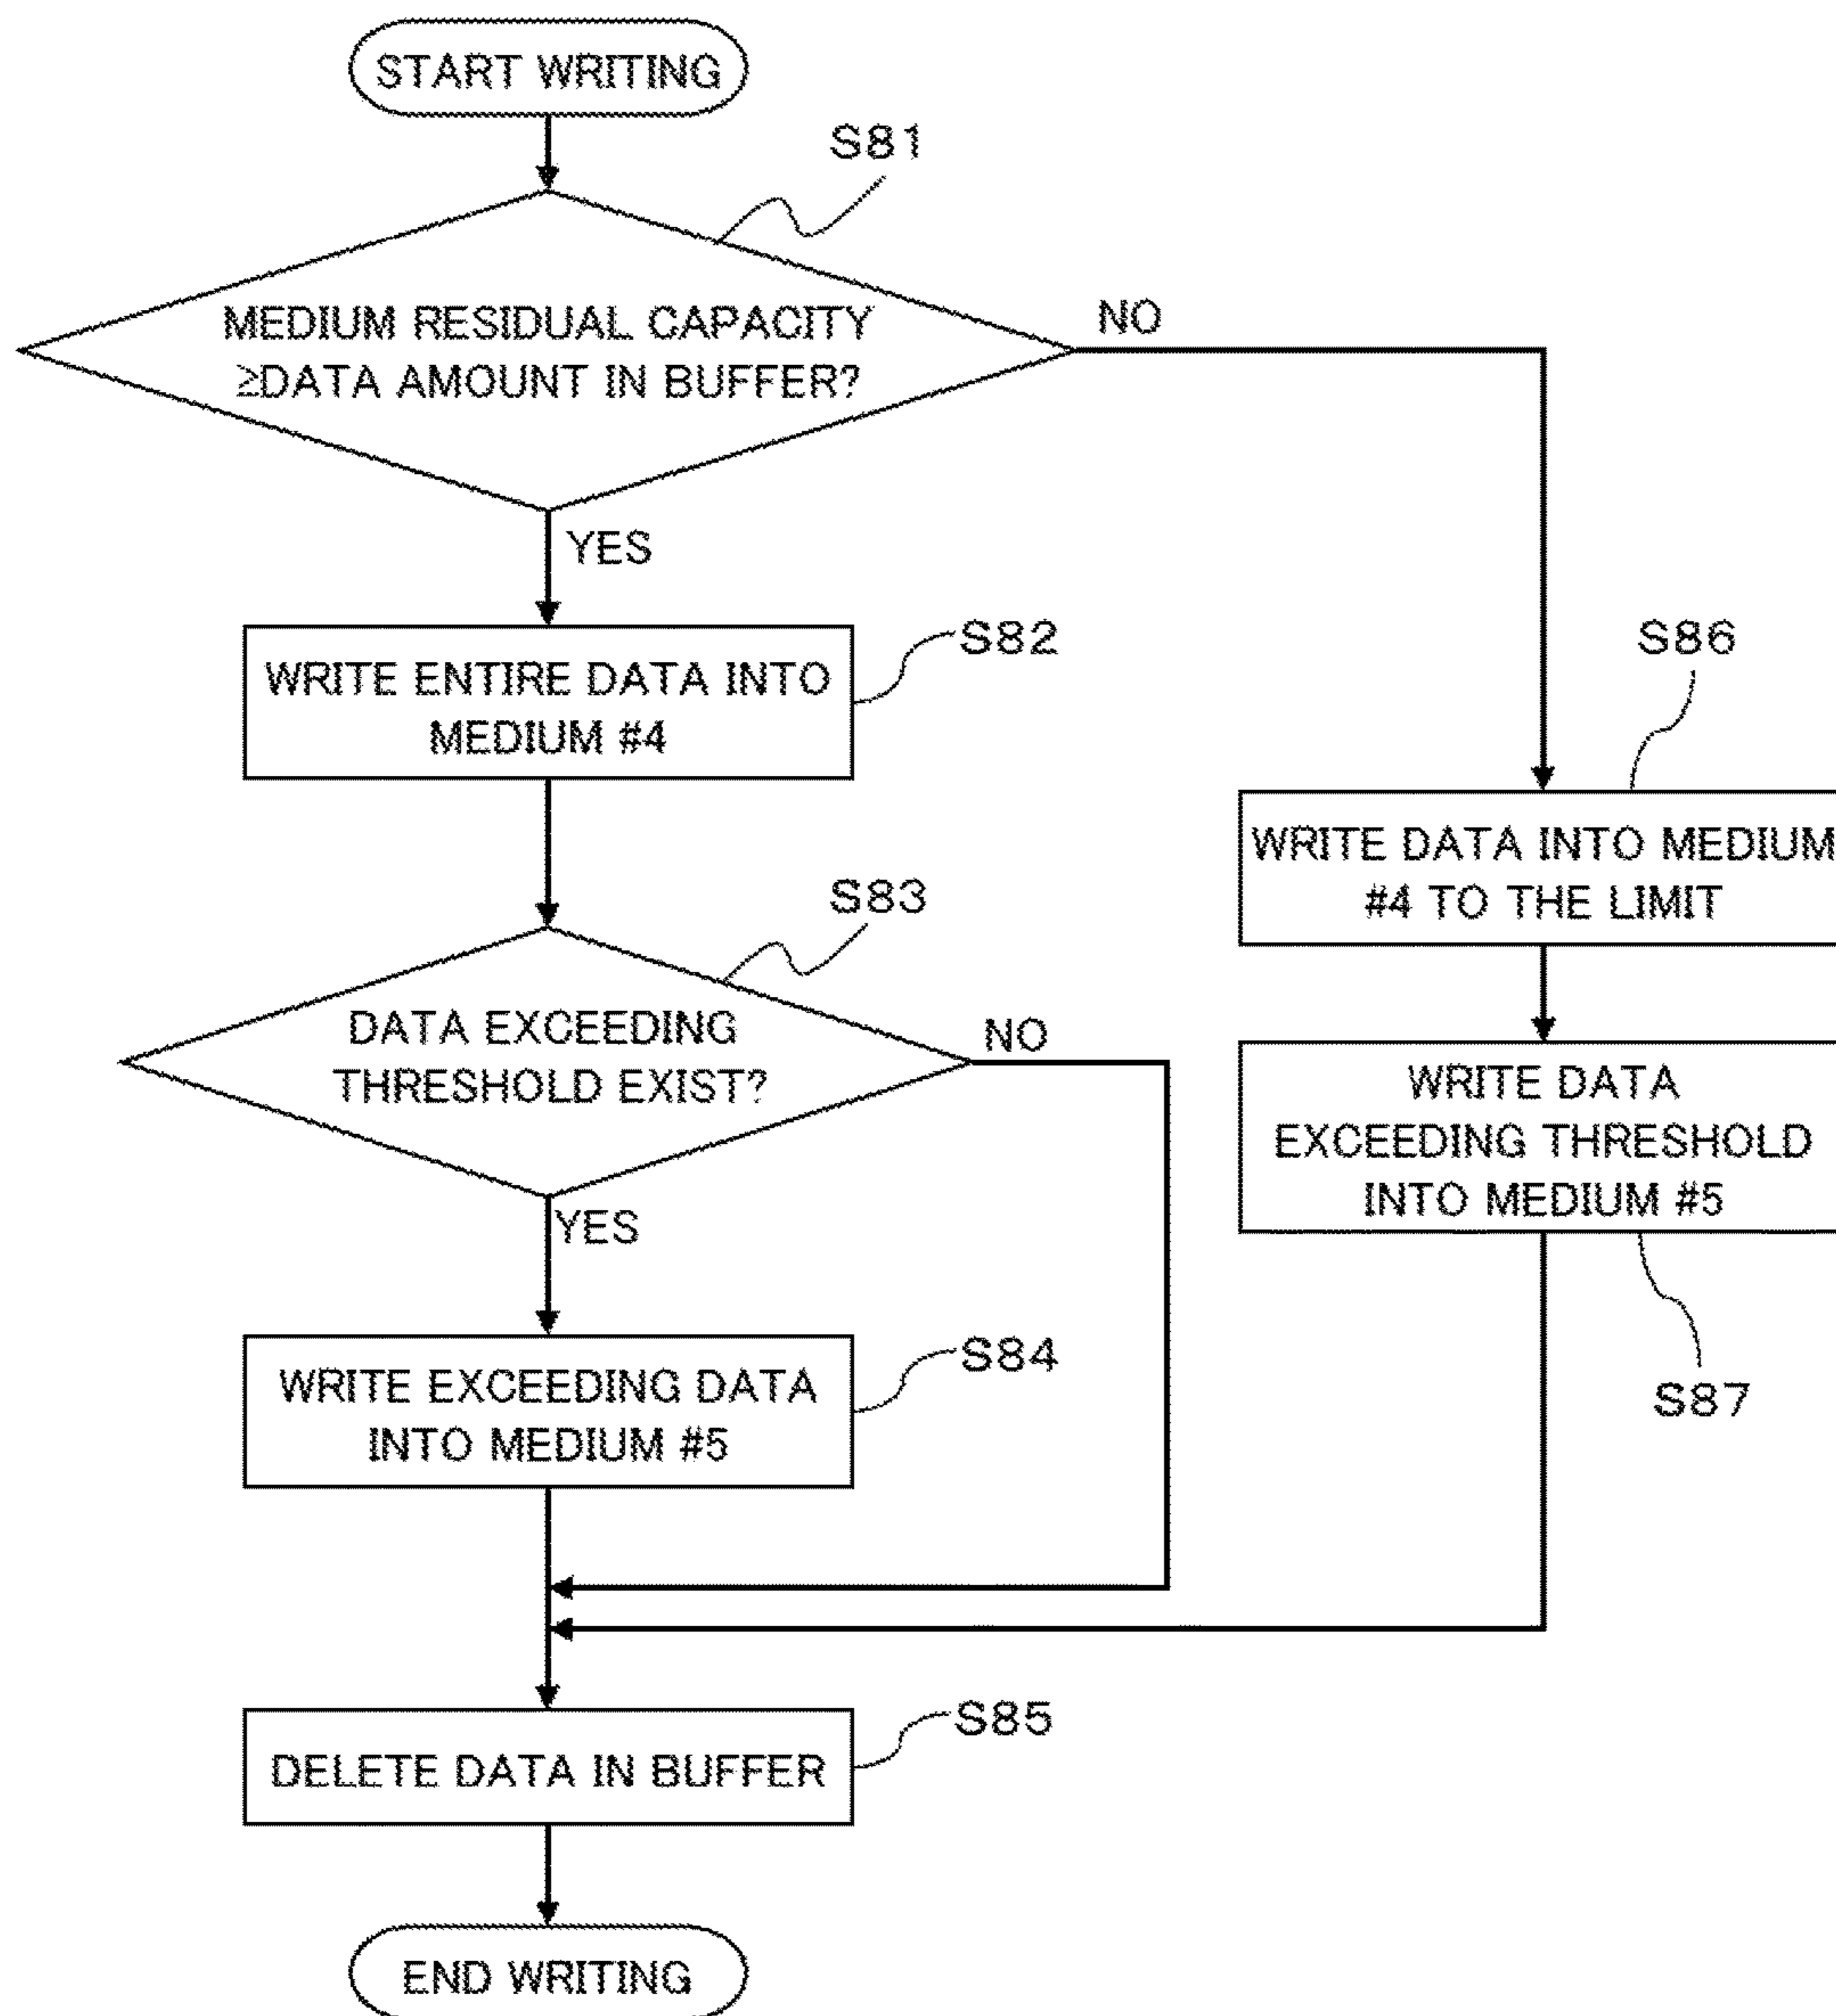 START WRITING
S81
MEDIUM RESIDUAL CAPACITY
≥DATA AMOUNT IN BUFFER?
NO
YES
S82
WRITE ENTIRE DATA INTO
MEDIUM #4
S83
DATA EXCEEDING
THRESHOLD EXIST?
NO
YES
S84
WRITE EXCEEDING DATA
INTO MEDIUM #5
S86
WRITE DATA INTO MEDIUM
#4 TO THE LIMIT
WRITE DATA
EXCEEDING THRESHOLD
INTO MEDIUM #5
S87
S85
DELETE DATA IN BUFFER
END WRITING